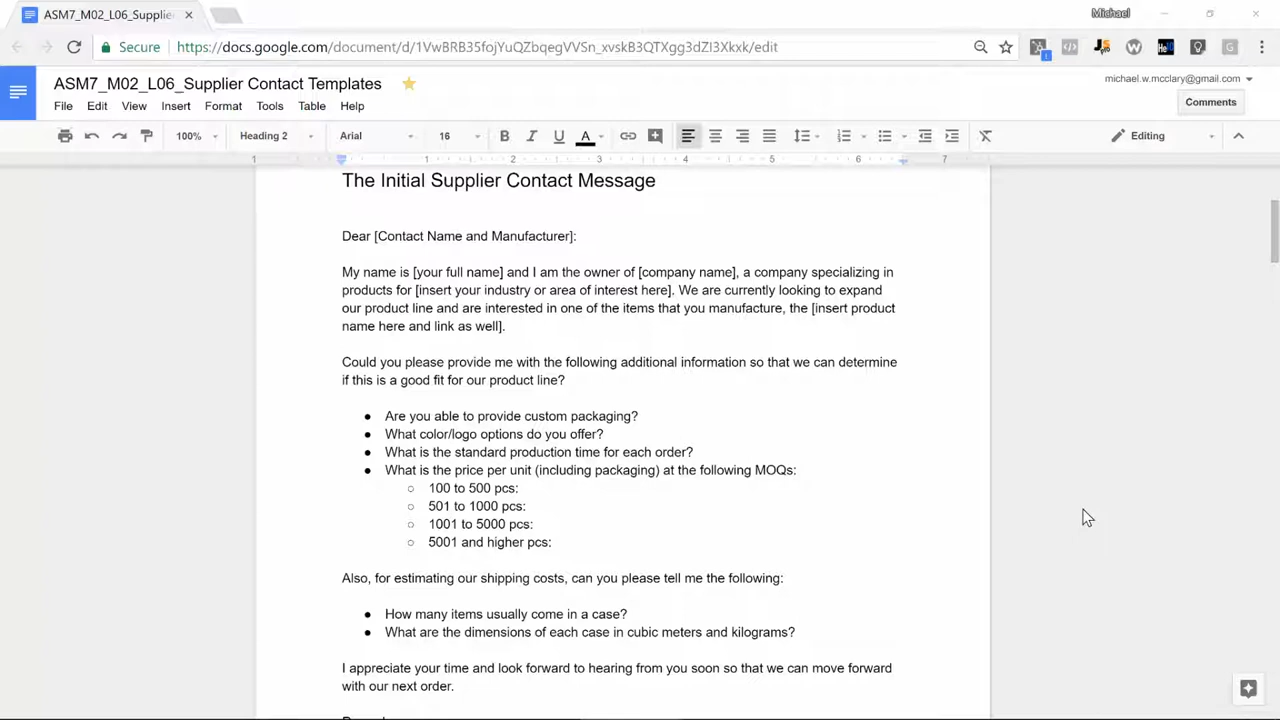 ASM7_M02_L06_Supplie
Michael
Secure
https://docs.google.com/document/d/1VwBRB35fojYuQZbqegVVSn_xvskB3QTXgg3dZI3Xkxk/edit
ASM7_M02_L06_Supplier Contact Templates
michael.w.mcclary@gmail.com
File Edit View Insert Format Tools Table Help
Comments
100% Heading 2 Arial 16 B I U A Editing
1 1 2 3 4 5 6 7
The Initial Supplier Contact Message
Dear [Contact Name and Manufacturer]:
My name is [your full name] and I am the owner of [company name], a company specializing in
products for [insert your industry or area of interest here]. We are currently looking to expand
our product line and are interested in one of the items that you manufacture, the [insert product
name here and link as well].
Could you please provide me with the following additional information so that we can determine
if this is a good fit for our product line?
● Are you able to provide custom packaging?
● What color/logo options do you offer?
● What is the standard production time for each order?
● What is the price per unit (including packaging) at the following MOQs:
○ 100 to 500 pcs:
○ 501 to 1000 pcs:
○ 1001 to 5000 pcs:
○ 5001 and higher pcs:
Also, for estimating our shipping costs, can you please tell me the following:
● How many items usually come in a case?
● What are the dimensions of each case in cubic meters and kilograms?
I appreciate your time and look forward to hearing from you soon so that we can move forward
with our next order.